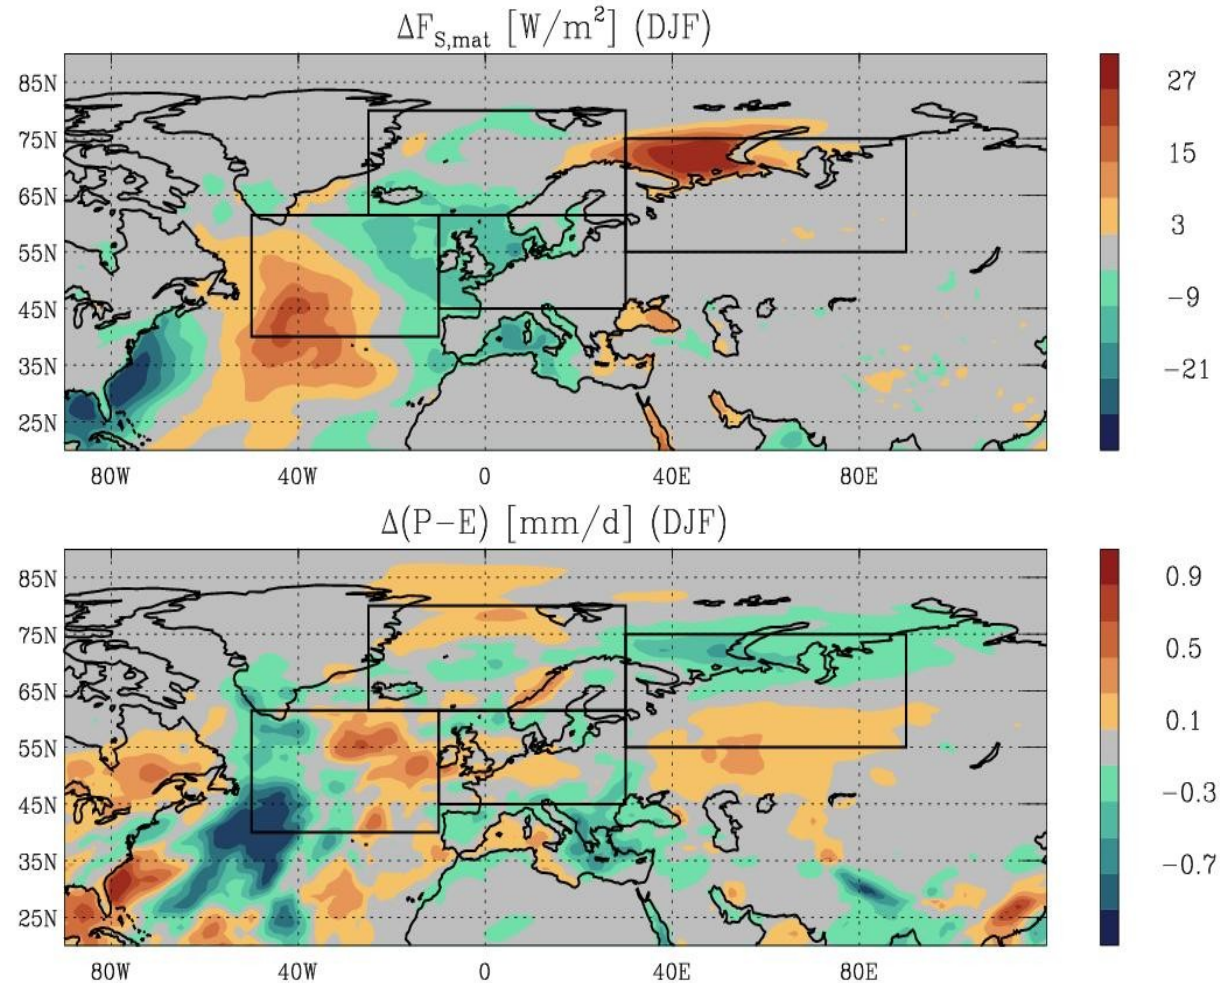 ΔF_S,mat [W/m²] (DJF)
85N
75N
65N
55N
45N
35N
25N
80W 40W 0 40E 80E
27
15
3
−9
−21
Δ(P−E) [mm/d] (DJF)
85N
75N
65N
55N
45N
35N
25N
80W 40W 0 40E 80E
0.9
0.5
0.1
−0.3
−0.7